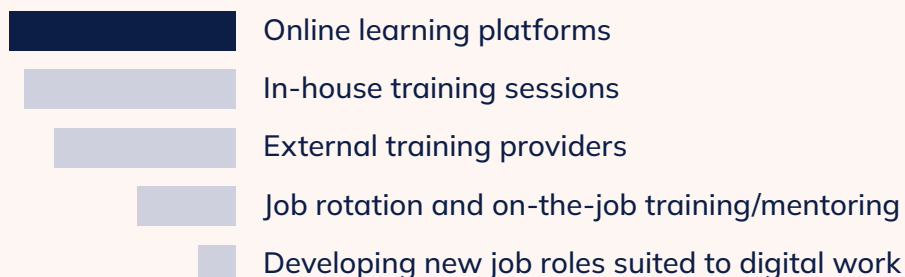 Online learning platforms
In-house training sessions
External training providers
Job rotation and on-the-job training/mentoring
Developing new job roles suited to digital work